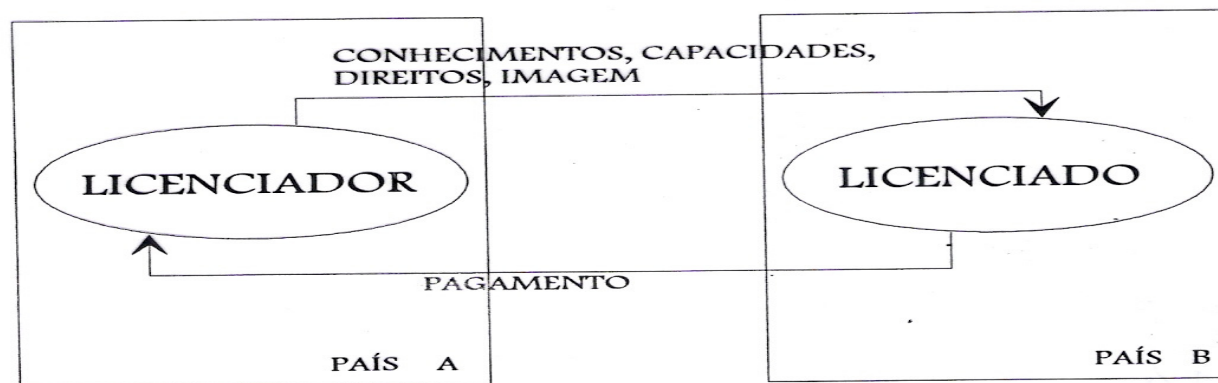 CONHECIMENTOS, CAPACIDADES,
DIREITOS, IMAGEM
LICENCIADOR
LICENCIADO
PAGAMENTO
PAÍS A
PAÍS B